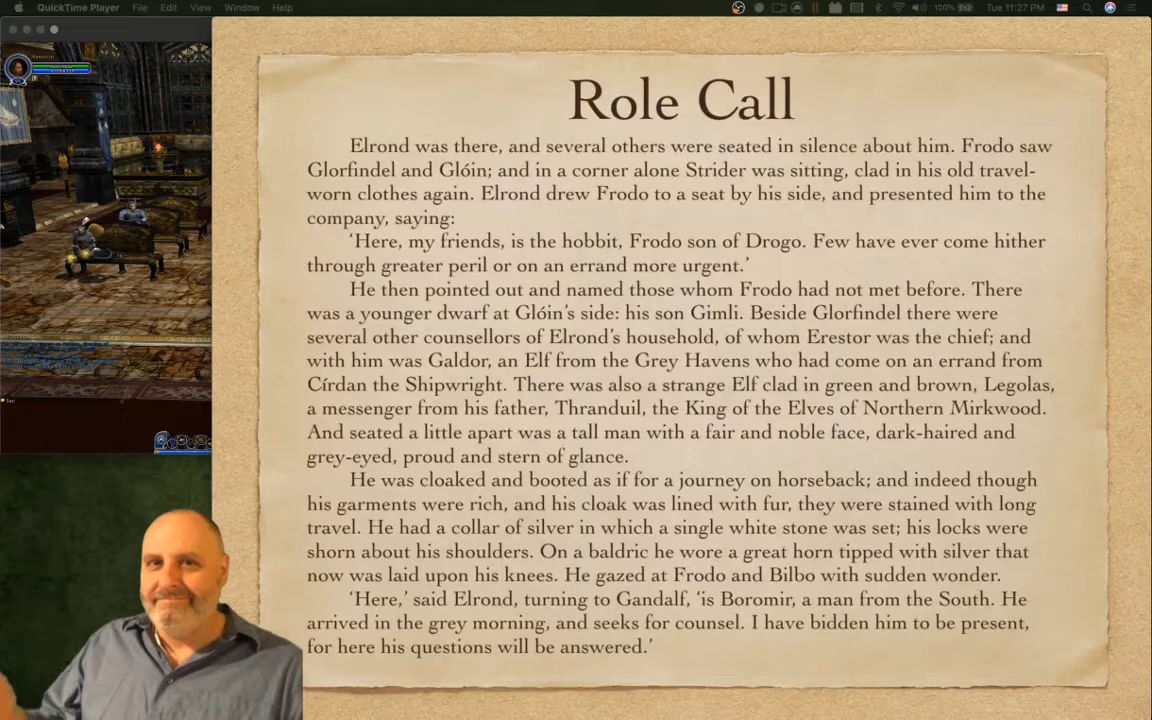 QuickTime Player File Edit View Window Help 100% Tue 11:27 PM
Role Call
Elrond was there, and several others were seated in silence about him. Frodo saw
Glorfindel and Glóin; and in a corner alone Strider was sitting, clad in his old travel-
worn clothes again. Elrond drew Frodo to a seat by his side, and presented him to the
company, saying:
‘Here, my friends, is the hobbit, Frodo son of Drogo. Few have ever come hither
through greater peril or on an errand more urgent.’
He then pointed out and named those whom Frodo had not met before. There
was a younger dwarf at Glóin’s side: his son Gimli. Beside Glorfindel there were
several other counsellors of Elrond’s household, of whom Erestor was the chief; and
with him was Galdor, an Elf from the Grey Havens who had come on an errand from
Círdan the Shipwright. There was also a strange Elf clad in green and brown, Legolas,
a messenger from his father, Thranduil, the King of the Elves of Northern Mirkwood.
And seated a little apart was a tall man with a fair and noble face, dark-haired and
grey-eyed, proud and stern of glance.
He was cloaked and booted as if for a journey on horseback; and indeed though
his garments were rich, and his cloak was lined with fur, they were stained with long
travel. He had a collar of silver in which a single white stone was set; his locks were
shorn about his shoulders. On a baldric he wore a great horn tipped with silver that
now was laid upon his knees. He gazed at Frodo and Bilbo with sudden wonder.
‘Here,’ said Elrond, turning to Gandalf, ‘is Boromir, a man from the South. He
arrived in the grey morning, and seeks for counsel. I have bidden him to be present,
for here his questions will be answered.’